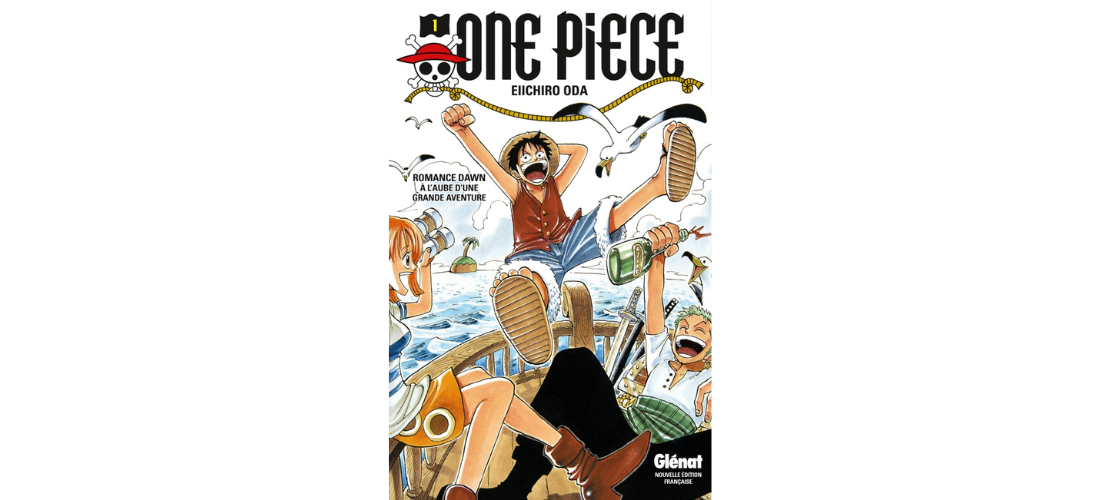 1
ONE PIECE
EIICHIRO ODA
ROMANCE DAWN
À L'AUBE D'UNE
GRANDE AVENTURE
Glénat
NOUVELLE ÉDITION
FRANÇAISE